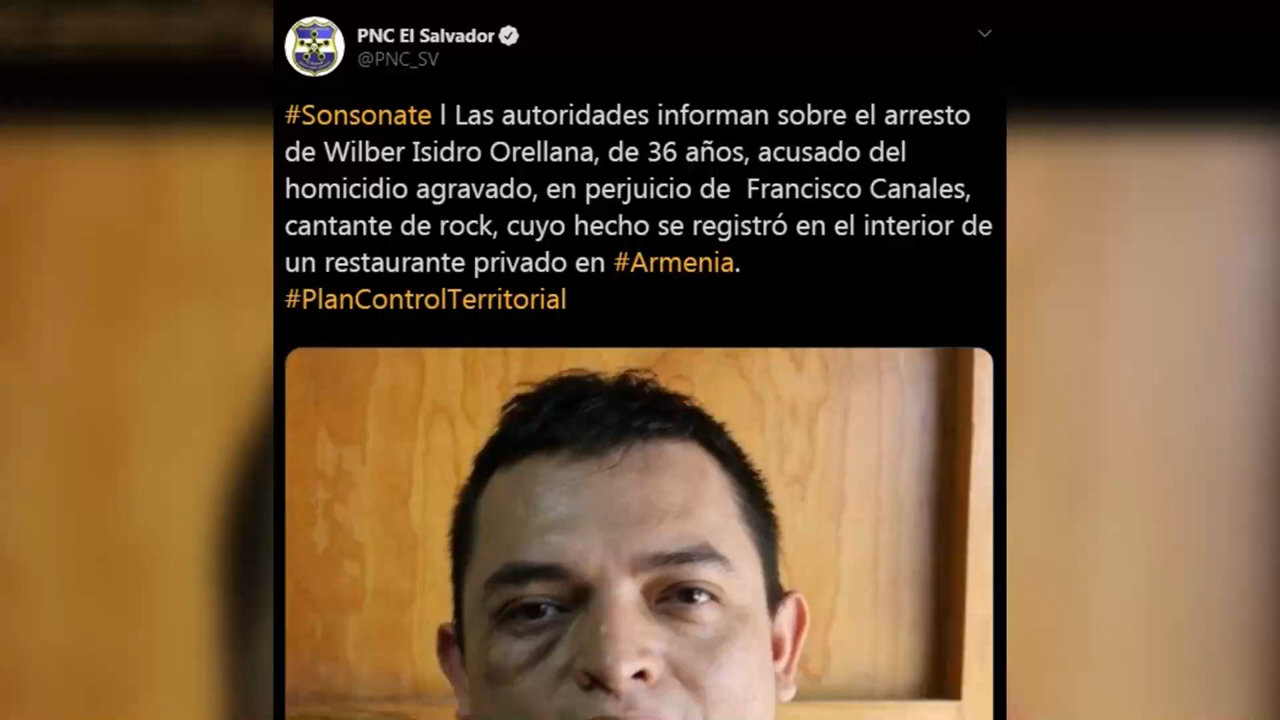 PNC El Salvador
@PNC_SV
#Sonsonate l Las autoridades informan sobre el arresto
de Wilber Isidro Orellana, de 36 años, acusado del
homicidio agravado, en perjuicio de  Francisco Canales,
cantante de rock, cuyo hecho se registró en el interior de
un restaurante privado en #Armenia.
#PlanControlTerritorial